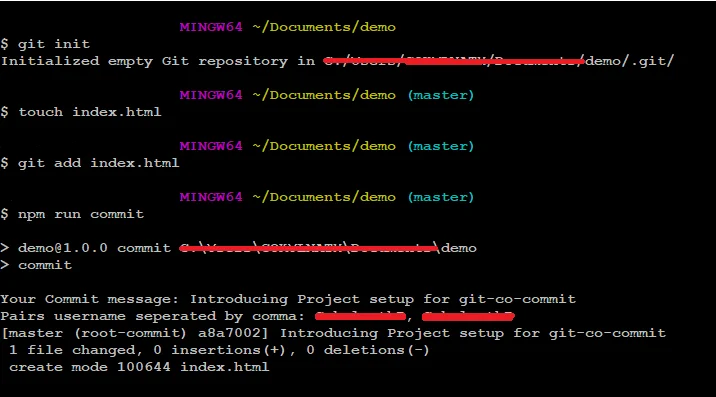 MINGW64 ~/Documents/demo
$ git init
Initialized empty Git repository in demo/.git/
MINGW64 ~/Documents/demo (master)
$ touch index.html
MINGW64 ~/Documents/demo (master)
$ git add index.html
MINGW64 ~/Documents/demo (master)
$ npm run commit
> demo@1.0.0 commit \demo
> commit
Your Commit message: Introducing Project setup for git-co-commit
Pairs username seperated by comma: ,
[master (root-commit) a8a7002] Introducing Project setup for git-co-commit
1 file changed, 0 insertions(+), 0 deletions(-)
create mode 100644 index.html